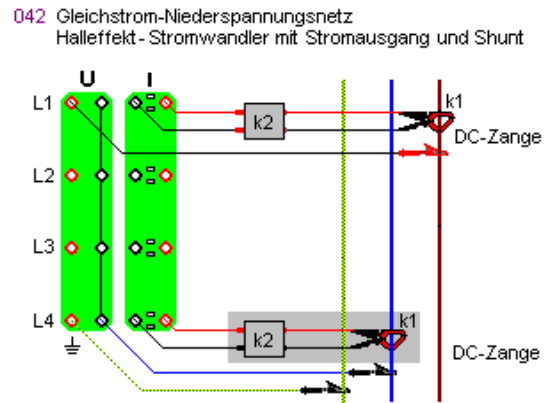 042 Gleichstrom-Niederspannungsnetz
Halleffekt-Stromwandler mit Stromausgang und Shunt
U I
L1 k2 k1
DC-Zange
L2
L3
L4 k2 k1
DC-Zange